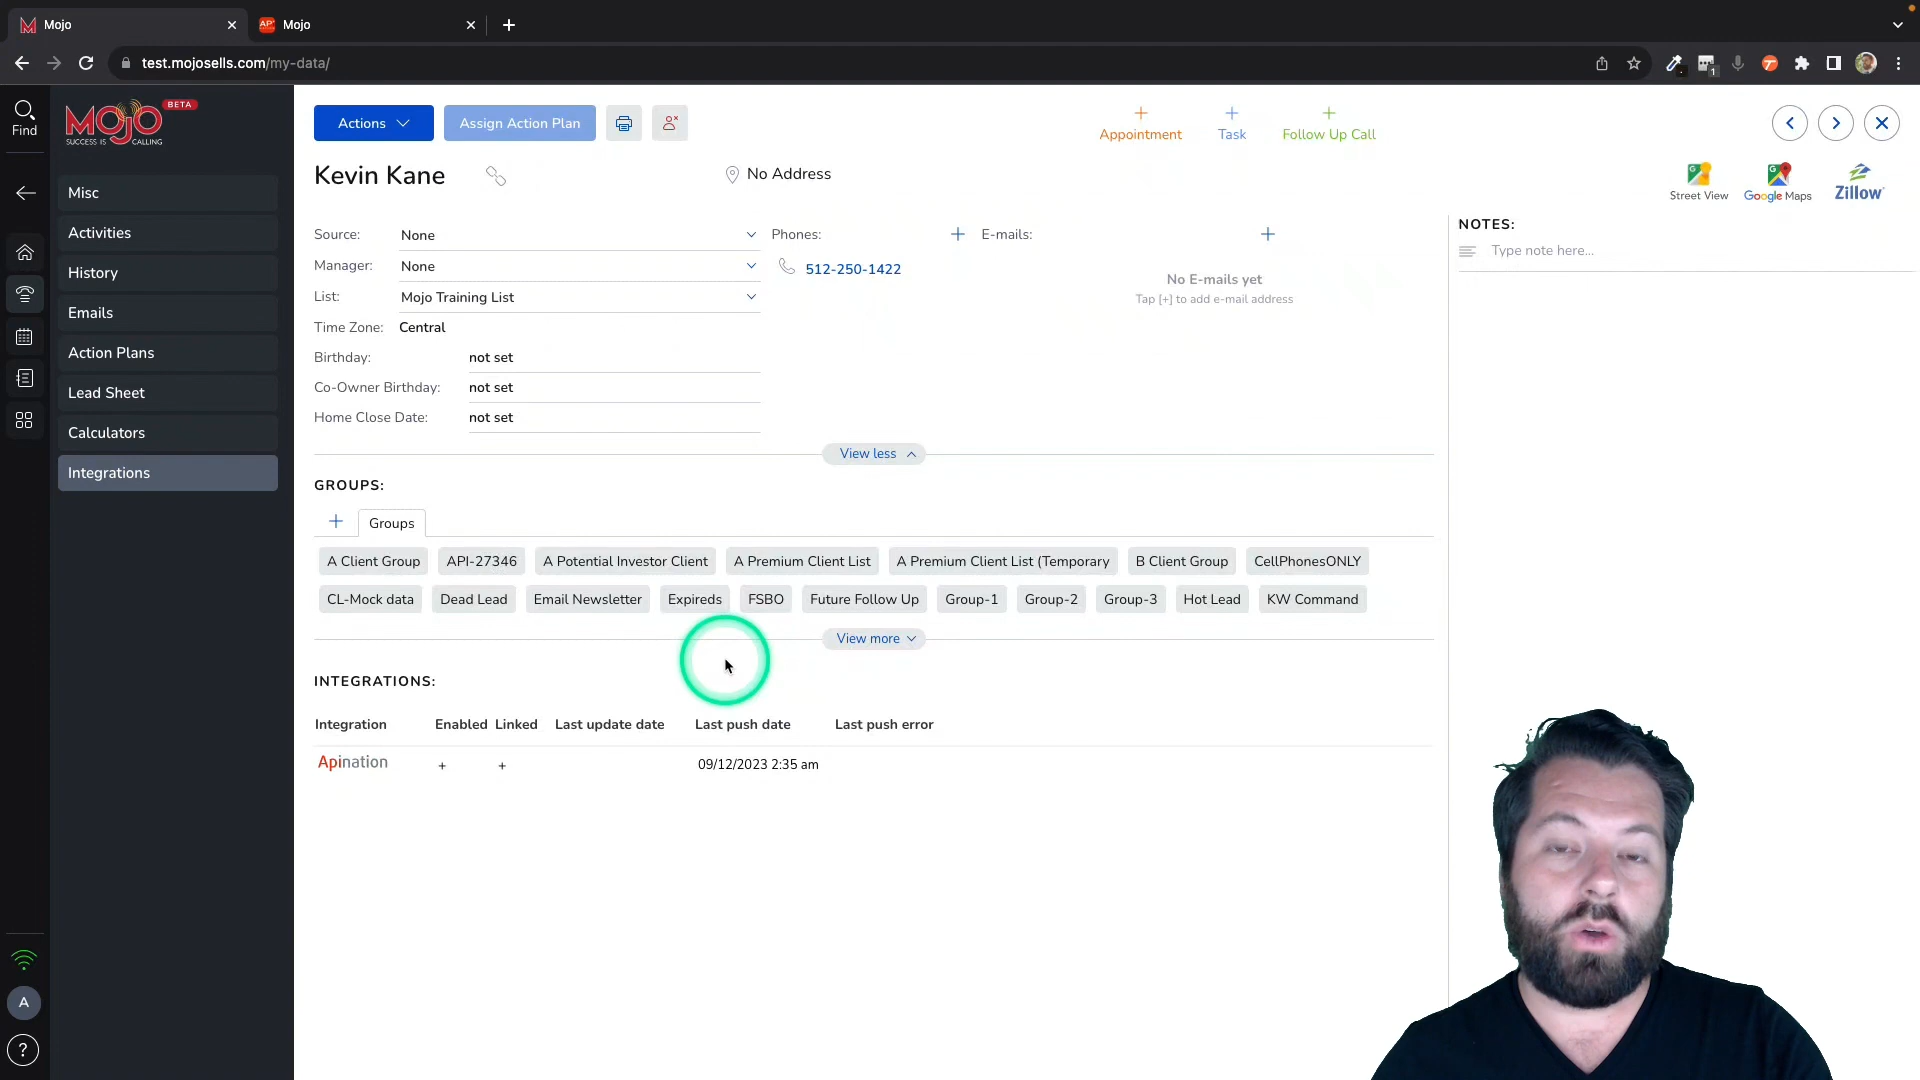 Mojo
AP+
Mojo
test.mojosells.com/my-data/
1
Find
MOJO
BETA
SUCCESS IS CALLING
Misc
Activities
History
Emails
Action Plans
Lead Sheet
Calculators
Integrations
A
?
Actions
Assign Action Plan
Appointment
Task
Follow Up Call
Kevin Kane
No Address
Street View
Google Maps
Zillow
Source: None
Manager: None
List: Mojo Training List
Time Zone: Central
Birthday: not set
Co-Owner Birthday: not set
Home Close Date: not set
Phones:
512-250-1422
E-mails:
No E-mails yet
Tap [+] to add e-mail address
NOTES:
Type note here...
View less
GROUPS:
+ Groups
A Client Group API-27346 A Potential Investor Client A Premium Client List A Premium Client List (Temporary B Client Group CellPhonesONLY
CL-Mock data Dead Lead Email Newsletter Expireds FSBO Future Follow Up Group-1 Group-2 Group-3 Hot Lead KW Command
View more
INTEGRATIONS:
Integration Enabled Linked Last update date Last push date Last push error
Apination + + 09/12/2023 2:35 am